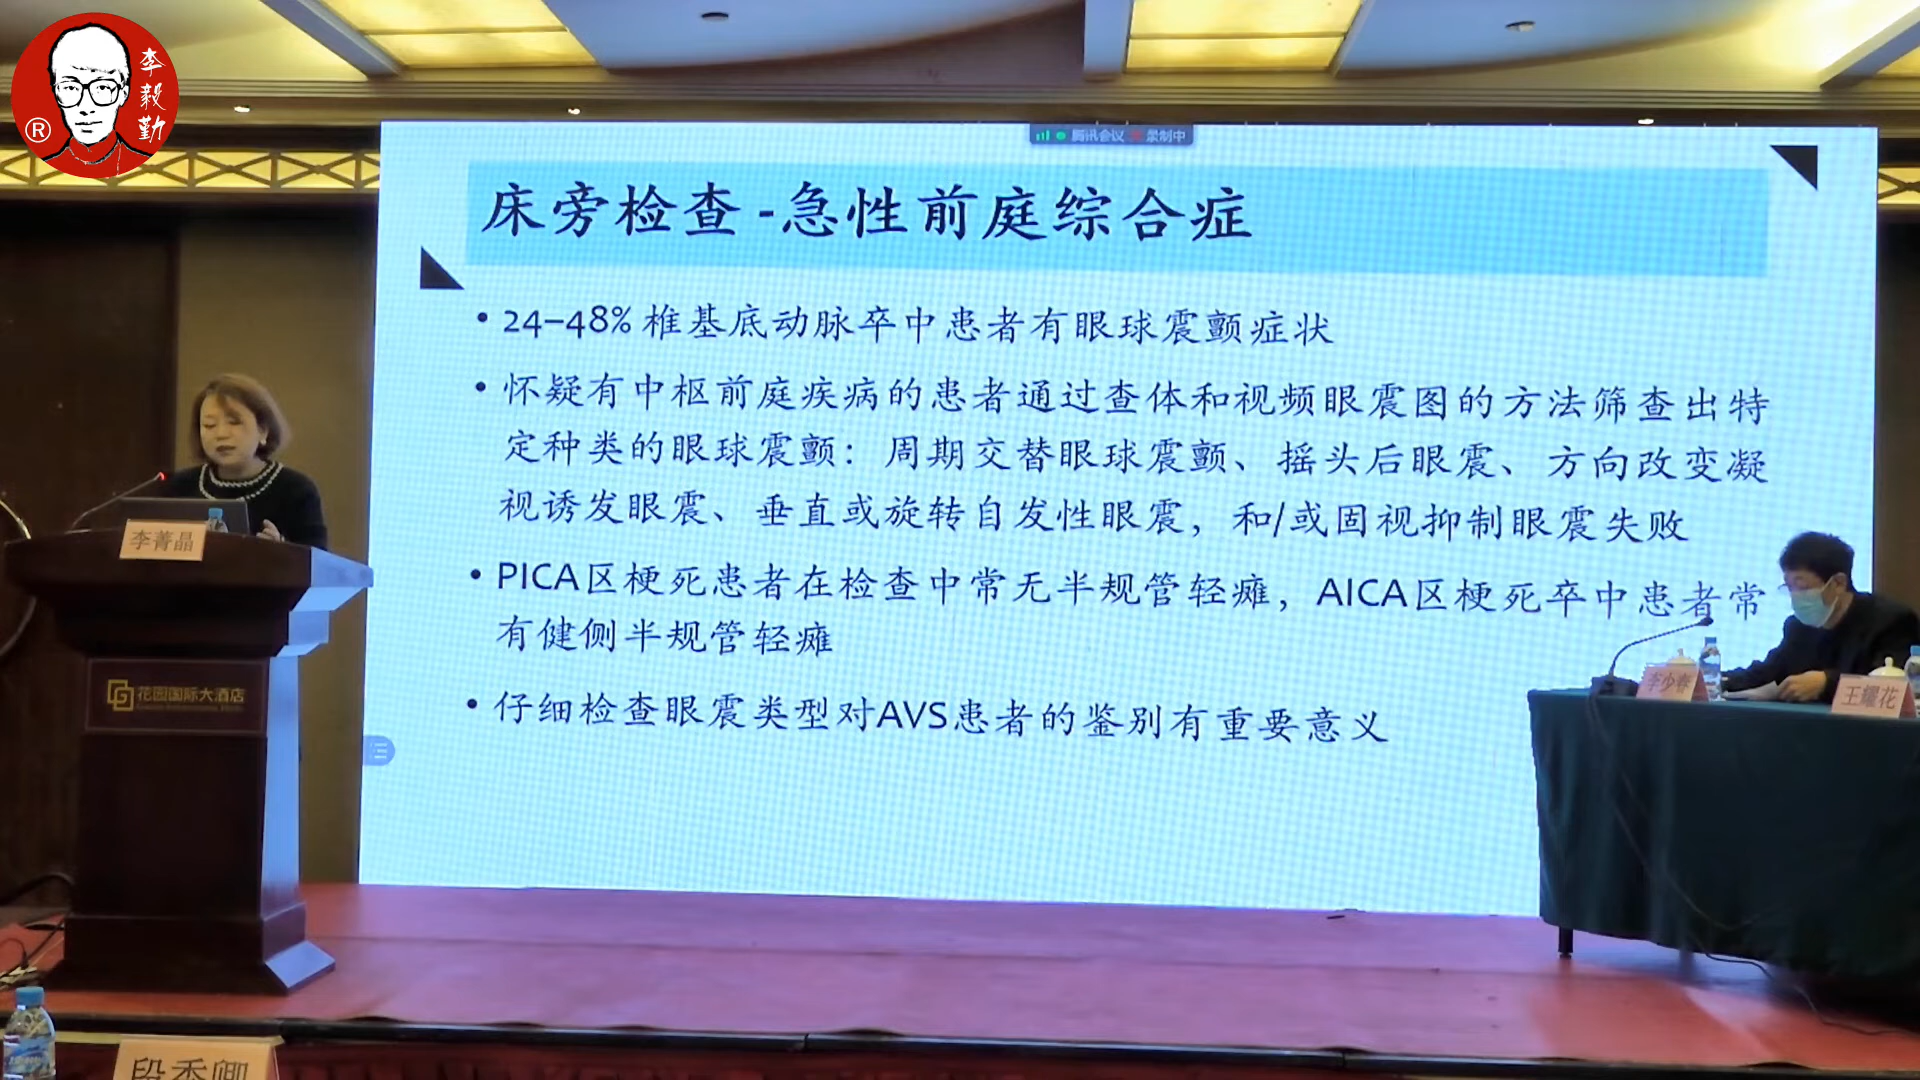 李毅勤
®
腾讯会议 录制中
床旁检查-急性前庭综合症
• 24–48% 椎基底动脉卒中患者有眼球震颤症状
• 怀疑有中枢前庭疾病的患者通过查体和视频眼震图的方法筛查出特
定种类的眼球震颤：周期交替眼球震颤、摇头后眼震、方向改变凝
视诱发眼震、垂直或旋转自发性眼震，和/或固视抑制眼震失败
• PICA区梗死患者在检查中常无半规管轻瘫，AICA区梗死卒中患者常
有健侧半规管轻瘫
• 仔细检查眼震类型对AVS患者的鉴别有重要意义
李菁晶
花园国际大酒店
李少春
王耀花
段香卿